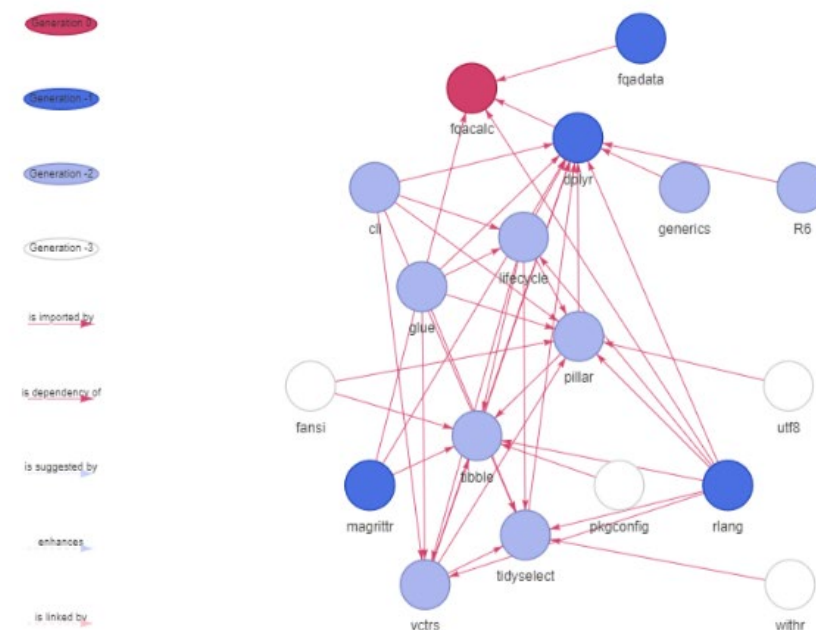 Generation 0
Generation -1
Generation -2
Generation -3
is imported by
is dependency of
is suggested by
enhances
is linked by
fqadata
fqacalc
dplyr
cli
generics
R6
lifecycle
glue
pillar
fansi
utf8
tibble
magrittr
pkgconfig
rlang
tidyselect
vctrs
withr